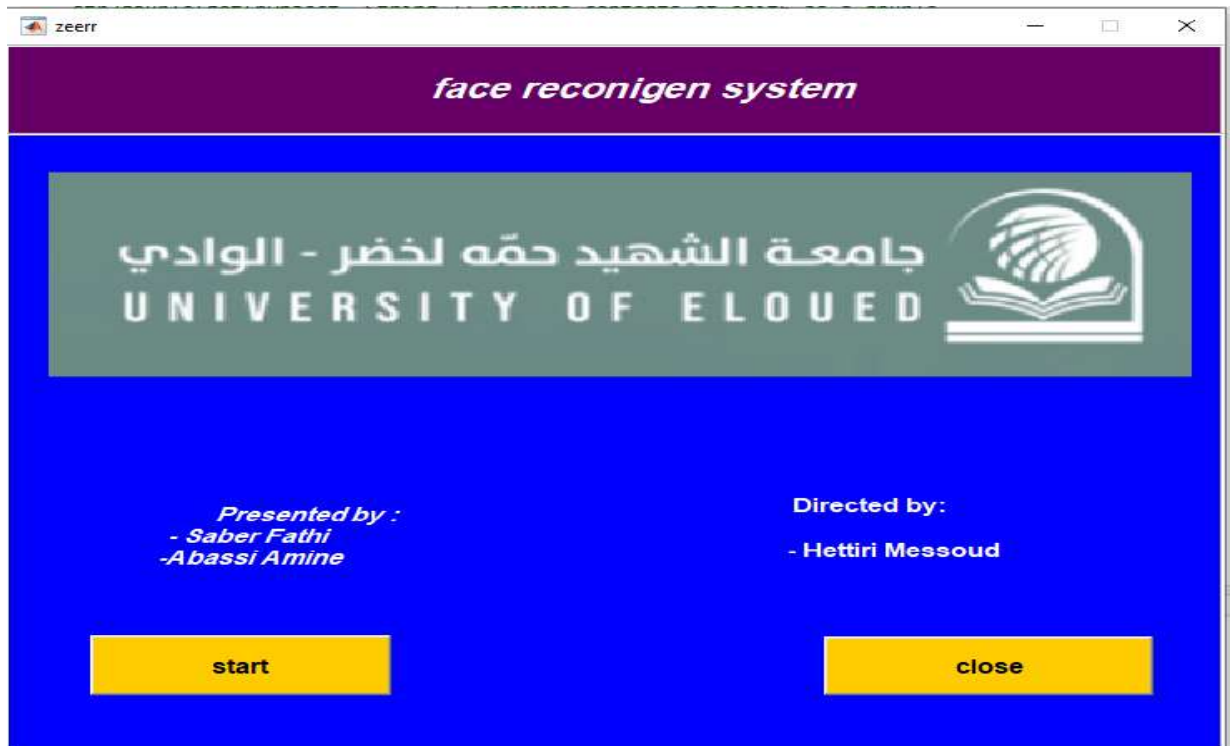 zeerr
face reconigen system
جامعة الشهيد حمّه لخضر - الوادي
UNIVERSITY OF ELOUED
Presented by :
- Saber Fathi
-Abassi Amine
Directed by:
- Hettiri Messoud
start
close